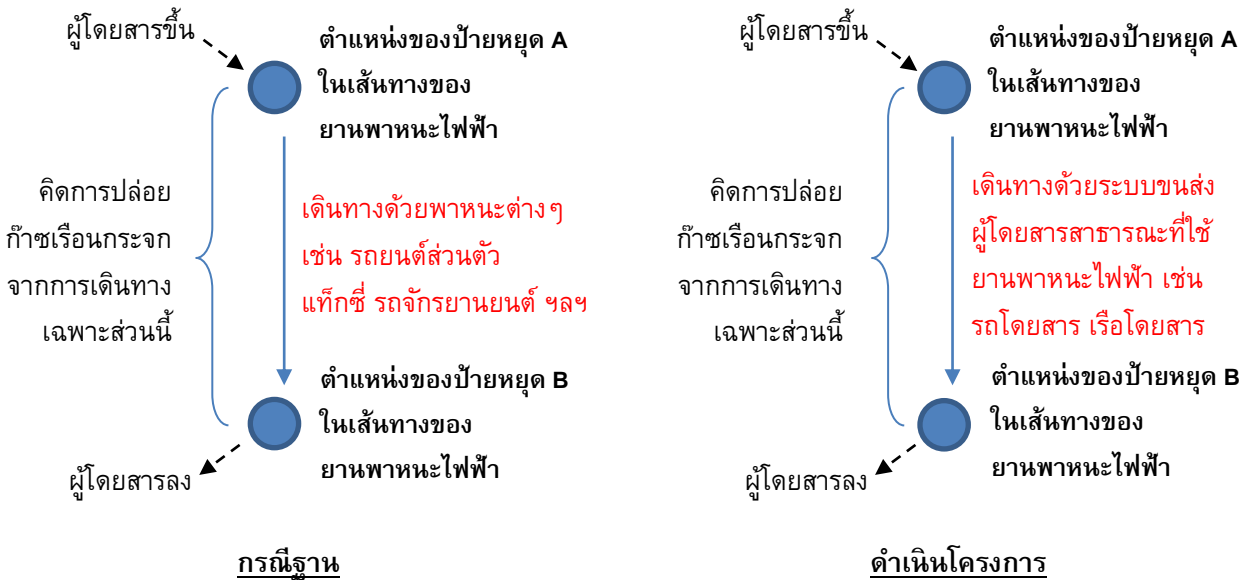 ผู้โดยสารขึ้น
ตำแหน่งของป้ายหยุด A
ในเส้นทางของ
ยานพาหนะไฟฟ้า
คิดการปล่อย
ก๊าซเรือนกระจก
จากการเดินทาง
เฉพาะส่วนนี้
เดินทางด้วยพาหนะต่างๆ
เช่น รถยนต์ส่วนตัว
แท็กซี่ รถจักรยานยนต์ ฯลฯ
ตำแหน่งของป้ายหยุด B
ในเส้นทางของ
ยานพาหนะไฟฟ้า
ผู้โดยสารลง
กรณีฐาน
ผู้โดยสารขึ้น
ตำแหน่งของป้ายหยุด A
ในเส้นทางของ
ยานพาหนะไฟฟ้า
คิดการปล่อย
ก๊าซเรือนกระจก
จากการเดินทาง
เฉพาะส่วนนี้
เดินทางด้วยระบบขนส่ง
ผู้โดยสารสาธารณะที่ใช้
ยานพาหนะไฟฟ้า เช่น
รถโดยสาร เรือโดยสาร
ตำแหน่งของป้ายหยุด B
ในเส้นทางของ
ยานพาหนะไฟฟ้า
ผู้โดยสารลง
ดำเนินโครงการ